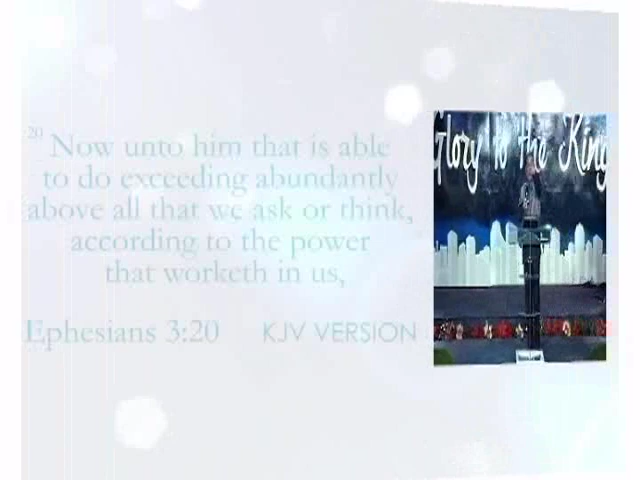 20 Now unto him that is able
to do exceeding abundantly
above all that we ask or think,
according to the power
that worketh in us,
Ephesians 3:20 KJV VERSION
Glory to the King